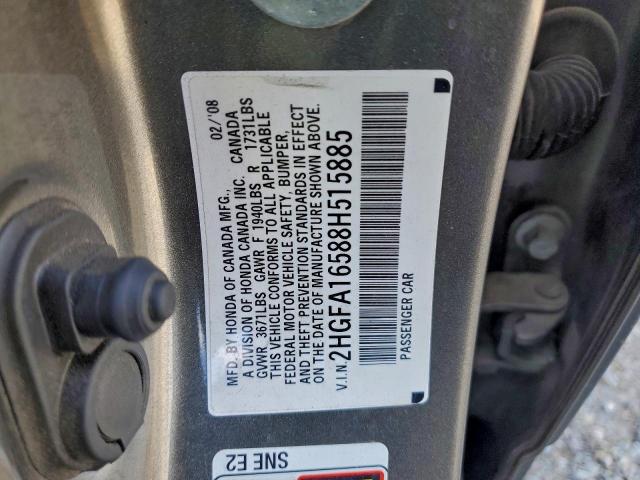 MFD. BY HONDA OF CANADA MFG., 02/'08
A DIVISION OF HONDA CANADA INC. CANADA
GVWR 3671LBS GAWR F 1940LBS R 1731LBS
THIS VEHICLE CONFORMS TO ALL APPLICABLE
FEDERAL MOTOR VEHICLE SAFETY, BUMPER,
AND THEFT PREVENTION STANDARDS IN EFFECT
ON THE DATE OF MANUFACTURE SHOWN ABOVE.
V.I.N. 2HGFA16588H515885
PASSENGER CAR
SNE E2